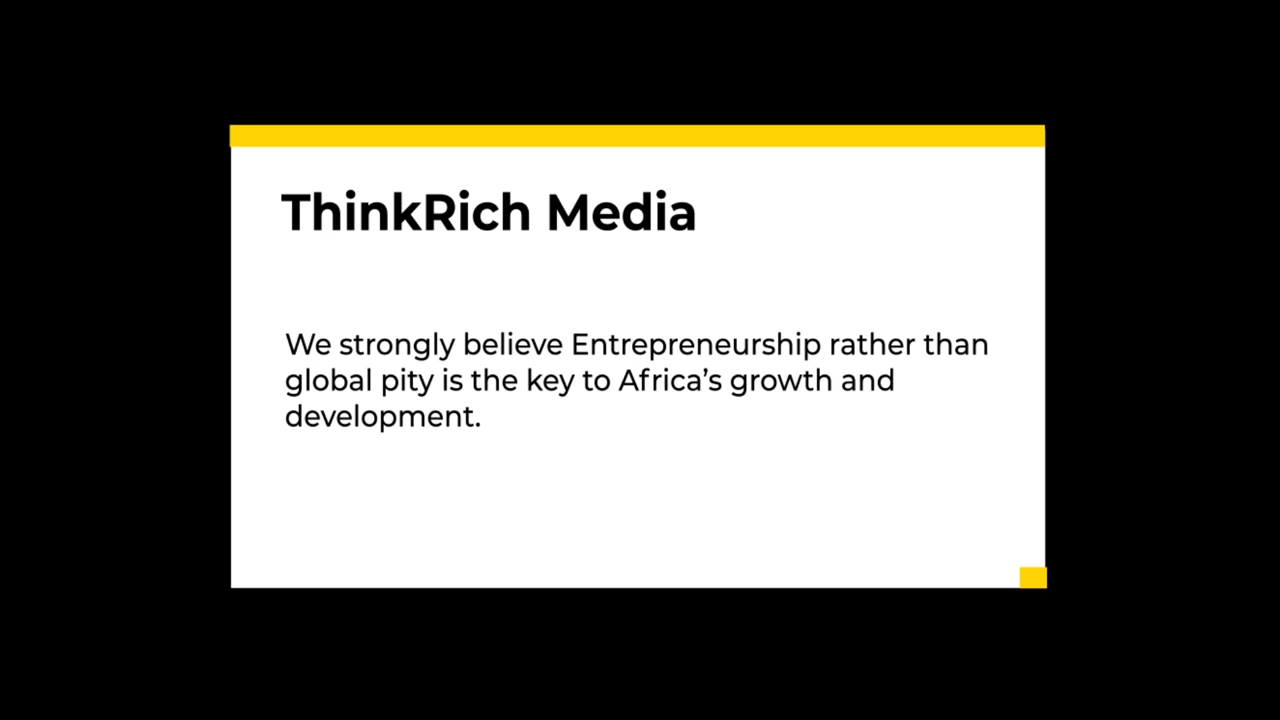 ThinkRich Media
We strongly believe Entrepreneurship rather than
global pity is the key to Africa’s growth and
development.